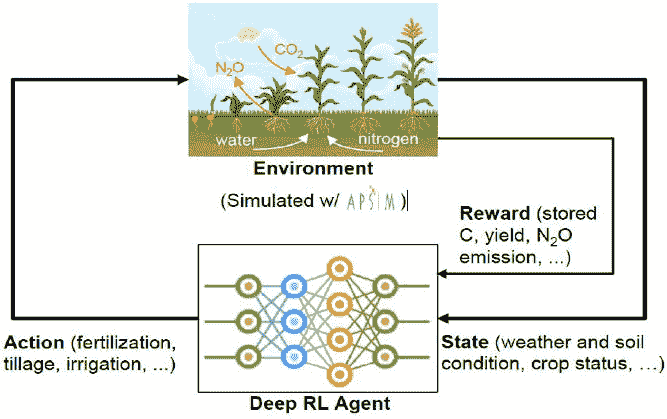 CO₂
N₂O
water
nitrogen
Environment
(Simulated w/ APSIM)
Reward (stored
C, yield, N₂O
emission, ...)
Action (fertilization,
tillage, irrigation, ...)
State (weather and soil
condition, crop status, ...)
Deep RL Agent